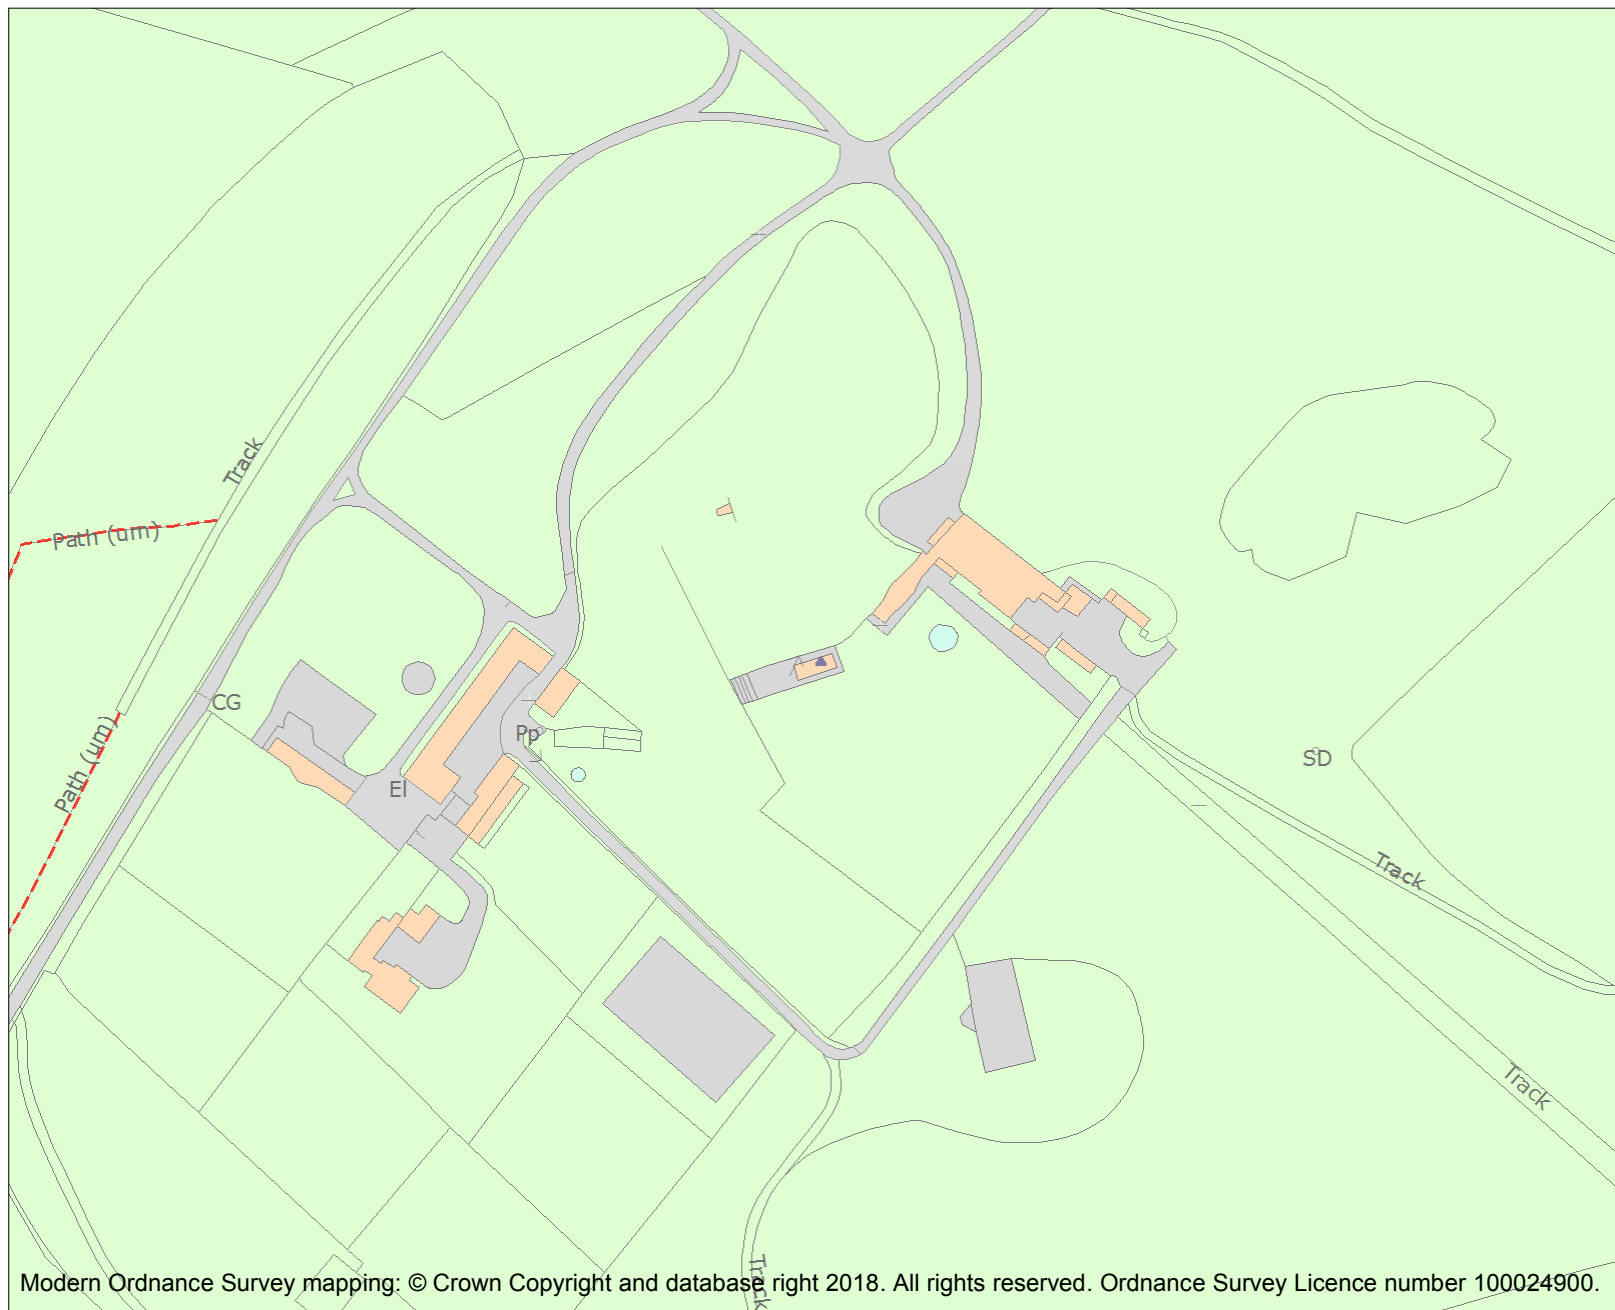 Track
Path (um)
CG
Path (um)
Pp
El
SD
Track
Track
Track
Modern Ordnance Survey mapping: © Crown Copyright and database right 2018. All rights reserved. Ordnance Survey Licence number 100024900.